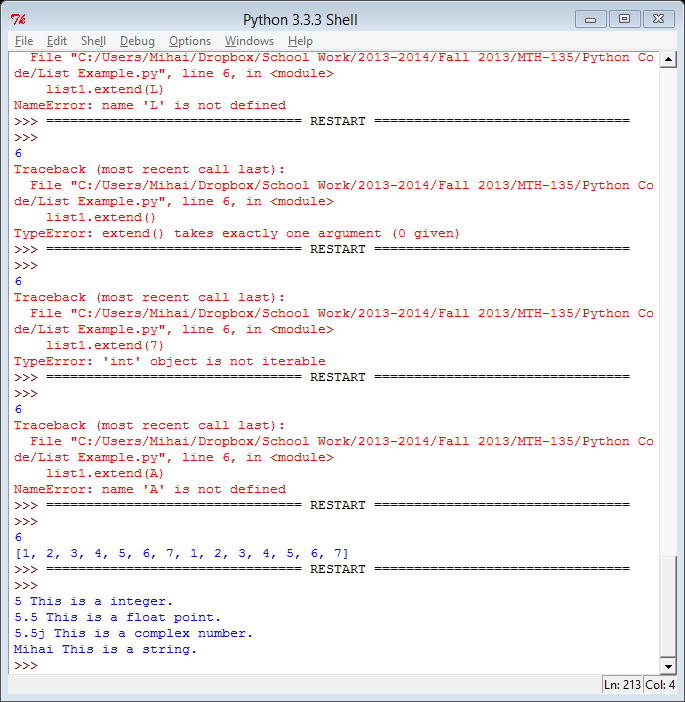 Python 3.3.3 Shell
File Edit Shell Debug Options Windows Help
  File "C:/Users/Mihai/Dropbox/School Work/2013-2014/Fall 2013/MTH-135/Python Co
de/List Example.py", line 6, in <module>
    list1.extend(L)
NameError: name 'L' is not defined
>>> ================================ RESTART ================================
>>>
6
Traceback (most recent call last):
  File "C:/Users/Mihai/Dropbox/School Work/2013-2014/Fall 2013/MTH-135/Python Co
de/List Example.py", line 6, in <module>
    list1.extend()
TypeError: extend() takes exactly one argument (0 given)
>>> ================================ RESTART ================================
>>>
6
Traceback (most recent call last):
  File "C:/Users/Mihai/Dropbox/School Work/2013-2014/Fall 2013/MTH-135/Python Co
de/List Example.py", line 6, in <module>
    list1.extend(7)
TypeError: 'int' object is not iterable
>>> ================================ RESTART ================================
>>>
6
Traceback (most recent call last):
  File "C:/Users/Mihai/Dropbox/School Work/2013-2014/Fall 2013/MTH-135/Python Co
de/List Example.py", line 6, in <module>
    list1.extend(A)
NameError: name 'A' is not defined
>>> ================================ RESTART ================================
>>>
6
[1, 2, 3, 4, 5, 6, 7, 1, 2, 3, 4, 5, 6, 7]
>>> ================================ RESTART ================================
>>>
5 This is a integer.
5.5 This is a float point.
5.5j This is a complex number.
Mihai This is a string.
>>>
Ln: 213 Col: 4